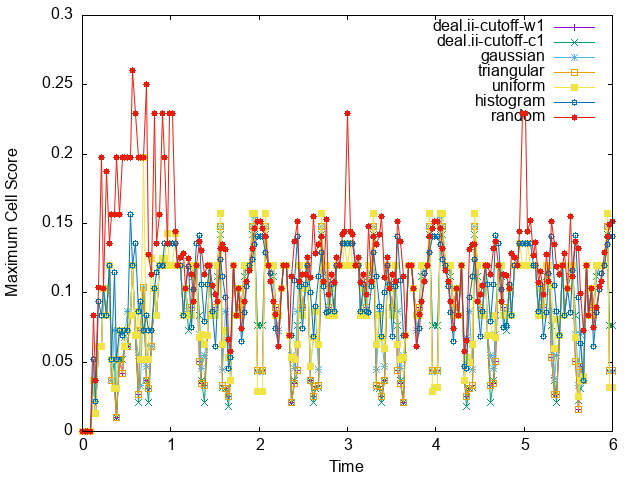 0.3
deal.ii-cutoff-w1
deal.ii-cutoff-c1
gaussian
triangular
uniform
histogram
random
0.25
0.2
0.15
0.1
0.05
0
Maximum Cell Score
0 1 2 3 4 5 6
Time